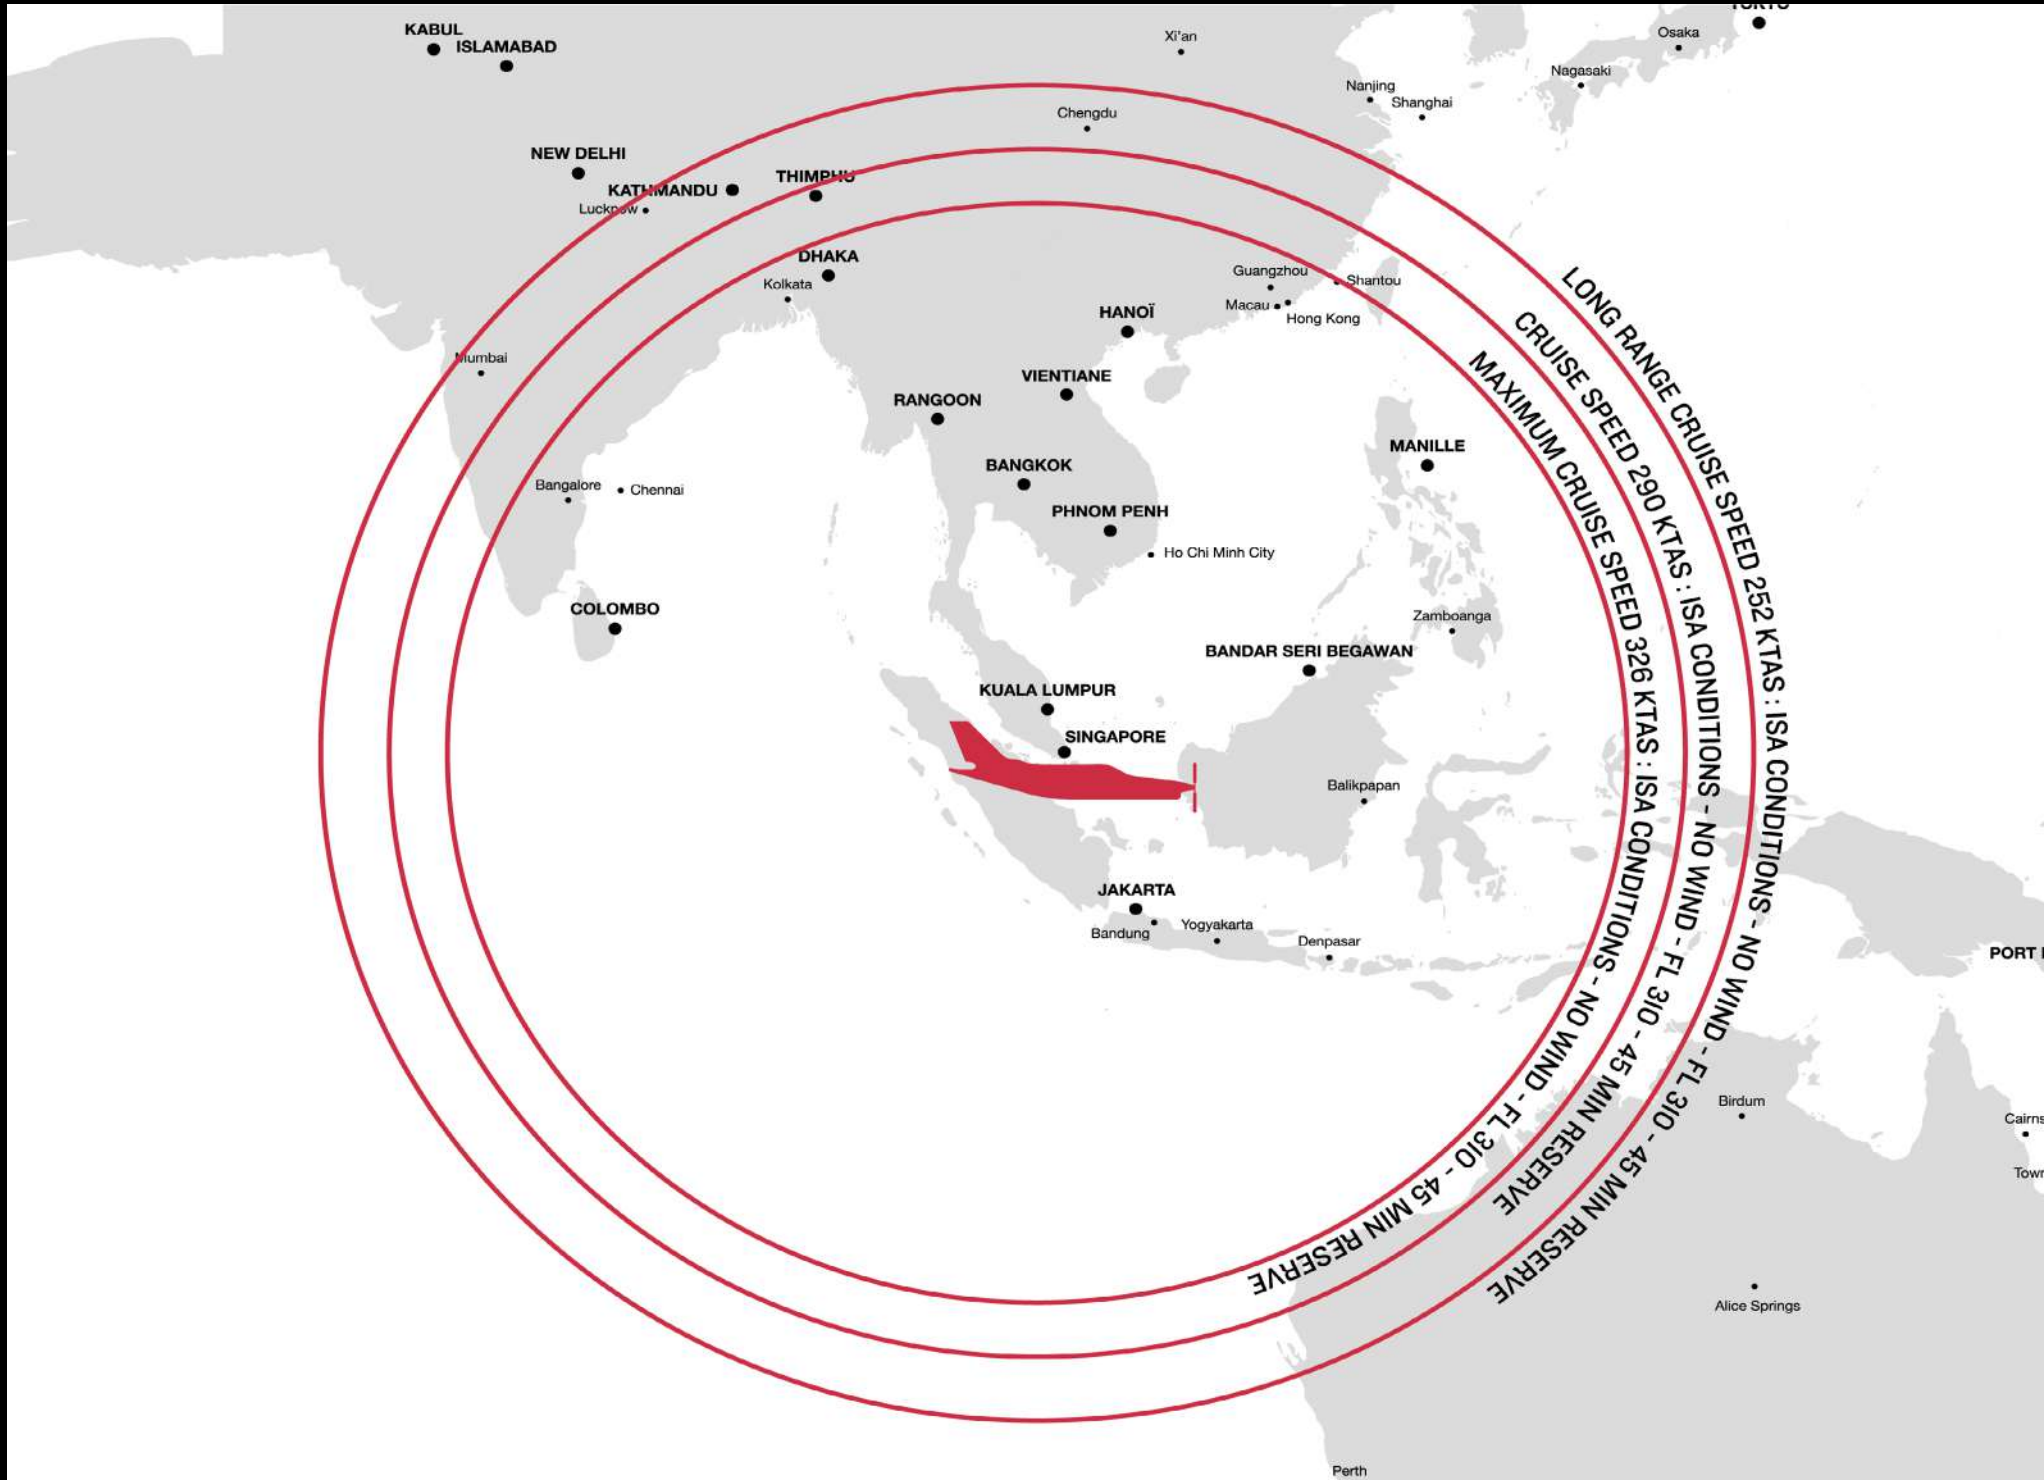 TOKYO
KABUL
ISLAMABAD
Xi'an
Osaka
Nagasaki
Nanjing
Shanghai
Chengdu
NEW DELHI
KATHMANDU
THIMPHU
Lucknow
DHAKA
Kolkata
Guangzhou
Shantou
Macau
Hong Kong
HANOÏ
Mumbai
VIENTIANE
RANGOON
MANILLE
BANGKOK
Bangalore
Chennai
PHNOM PENH
Ho Chi Minh City
COLOMBO
Zamboanga
BANDAR SERI BEGAWAN
KUALA LUMPUR
SINGAPORE
Balikpapan
JAKARTA
Bandung
Yogyakarta
Denpasar
PORT
Birdum
Cairns
Town
Alice Springs
Perth
LONG RANGE CRUISE SPEED 252 KTAS : ISA CONDITIONS - NO WIND - FL 310 - 45 MIN RESERVE
CRUISE SPEED 290 KTAS : ISA CONDITIONS - NO WIND - FL 310 - 45 MIN RESERVE
MAXIMUM CRUISE SPEED 326 KTAS : ISA CONDITIONS - NO WIND - FL 310 - 45 MIN RESERVE